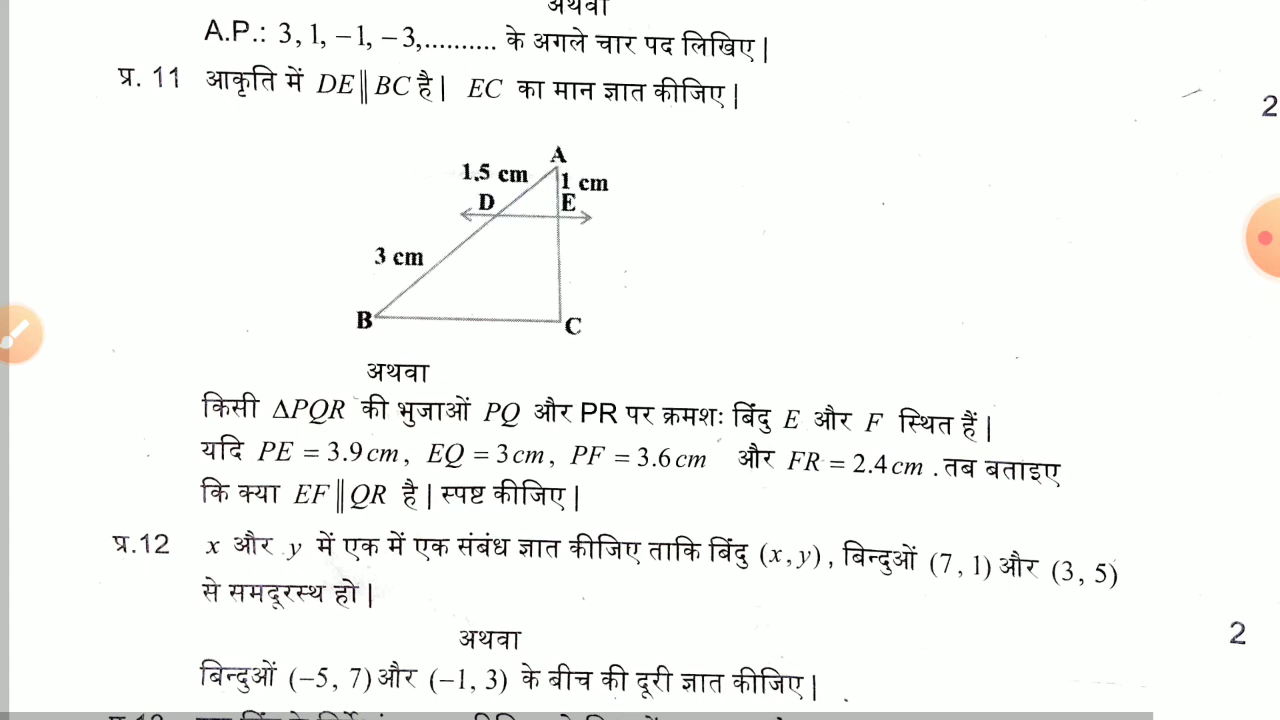 अथवा
A.P.: 3, 1, −1, −3,.......... के अगले चार पद लिखिए |
प्र. 11 आकृति में DE || BC है | EC का मान ज्ञात कीजिए |
2
A
1.5 cm
1 cm
D
E
3 cm
B
C
अथवा
किसी ΔPQR की भुजाओं PQ और PR पर क्रमशः बिंदु E और F स्थित हैं |
यदि PE = 3.9 cm, EQ = 3 cm, PF = 3.6 cm और FR = 2.4 cm . तब बताइए
कि क्या EF || QR है | स्पष्ट कीजिए |
प्र.12 x और y में एक में एक संबंध ज्ञात कीजिए ताकि बिंदु (x, y), बिन्दुओं (7, 1) और (3, 5)
से समदूरस्थ हो |
अथवा
2
बिन्दुओं (−5, 7) और (−1, 3) के बीच की दूरी ज्ञात कीजिए |